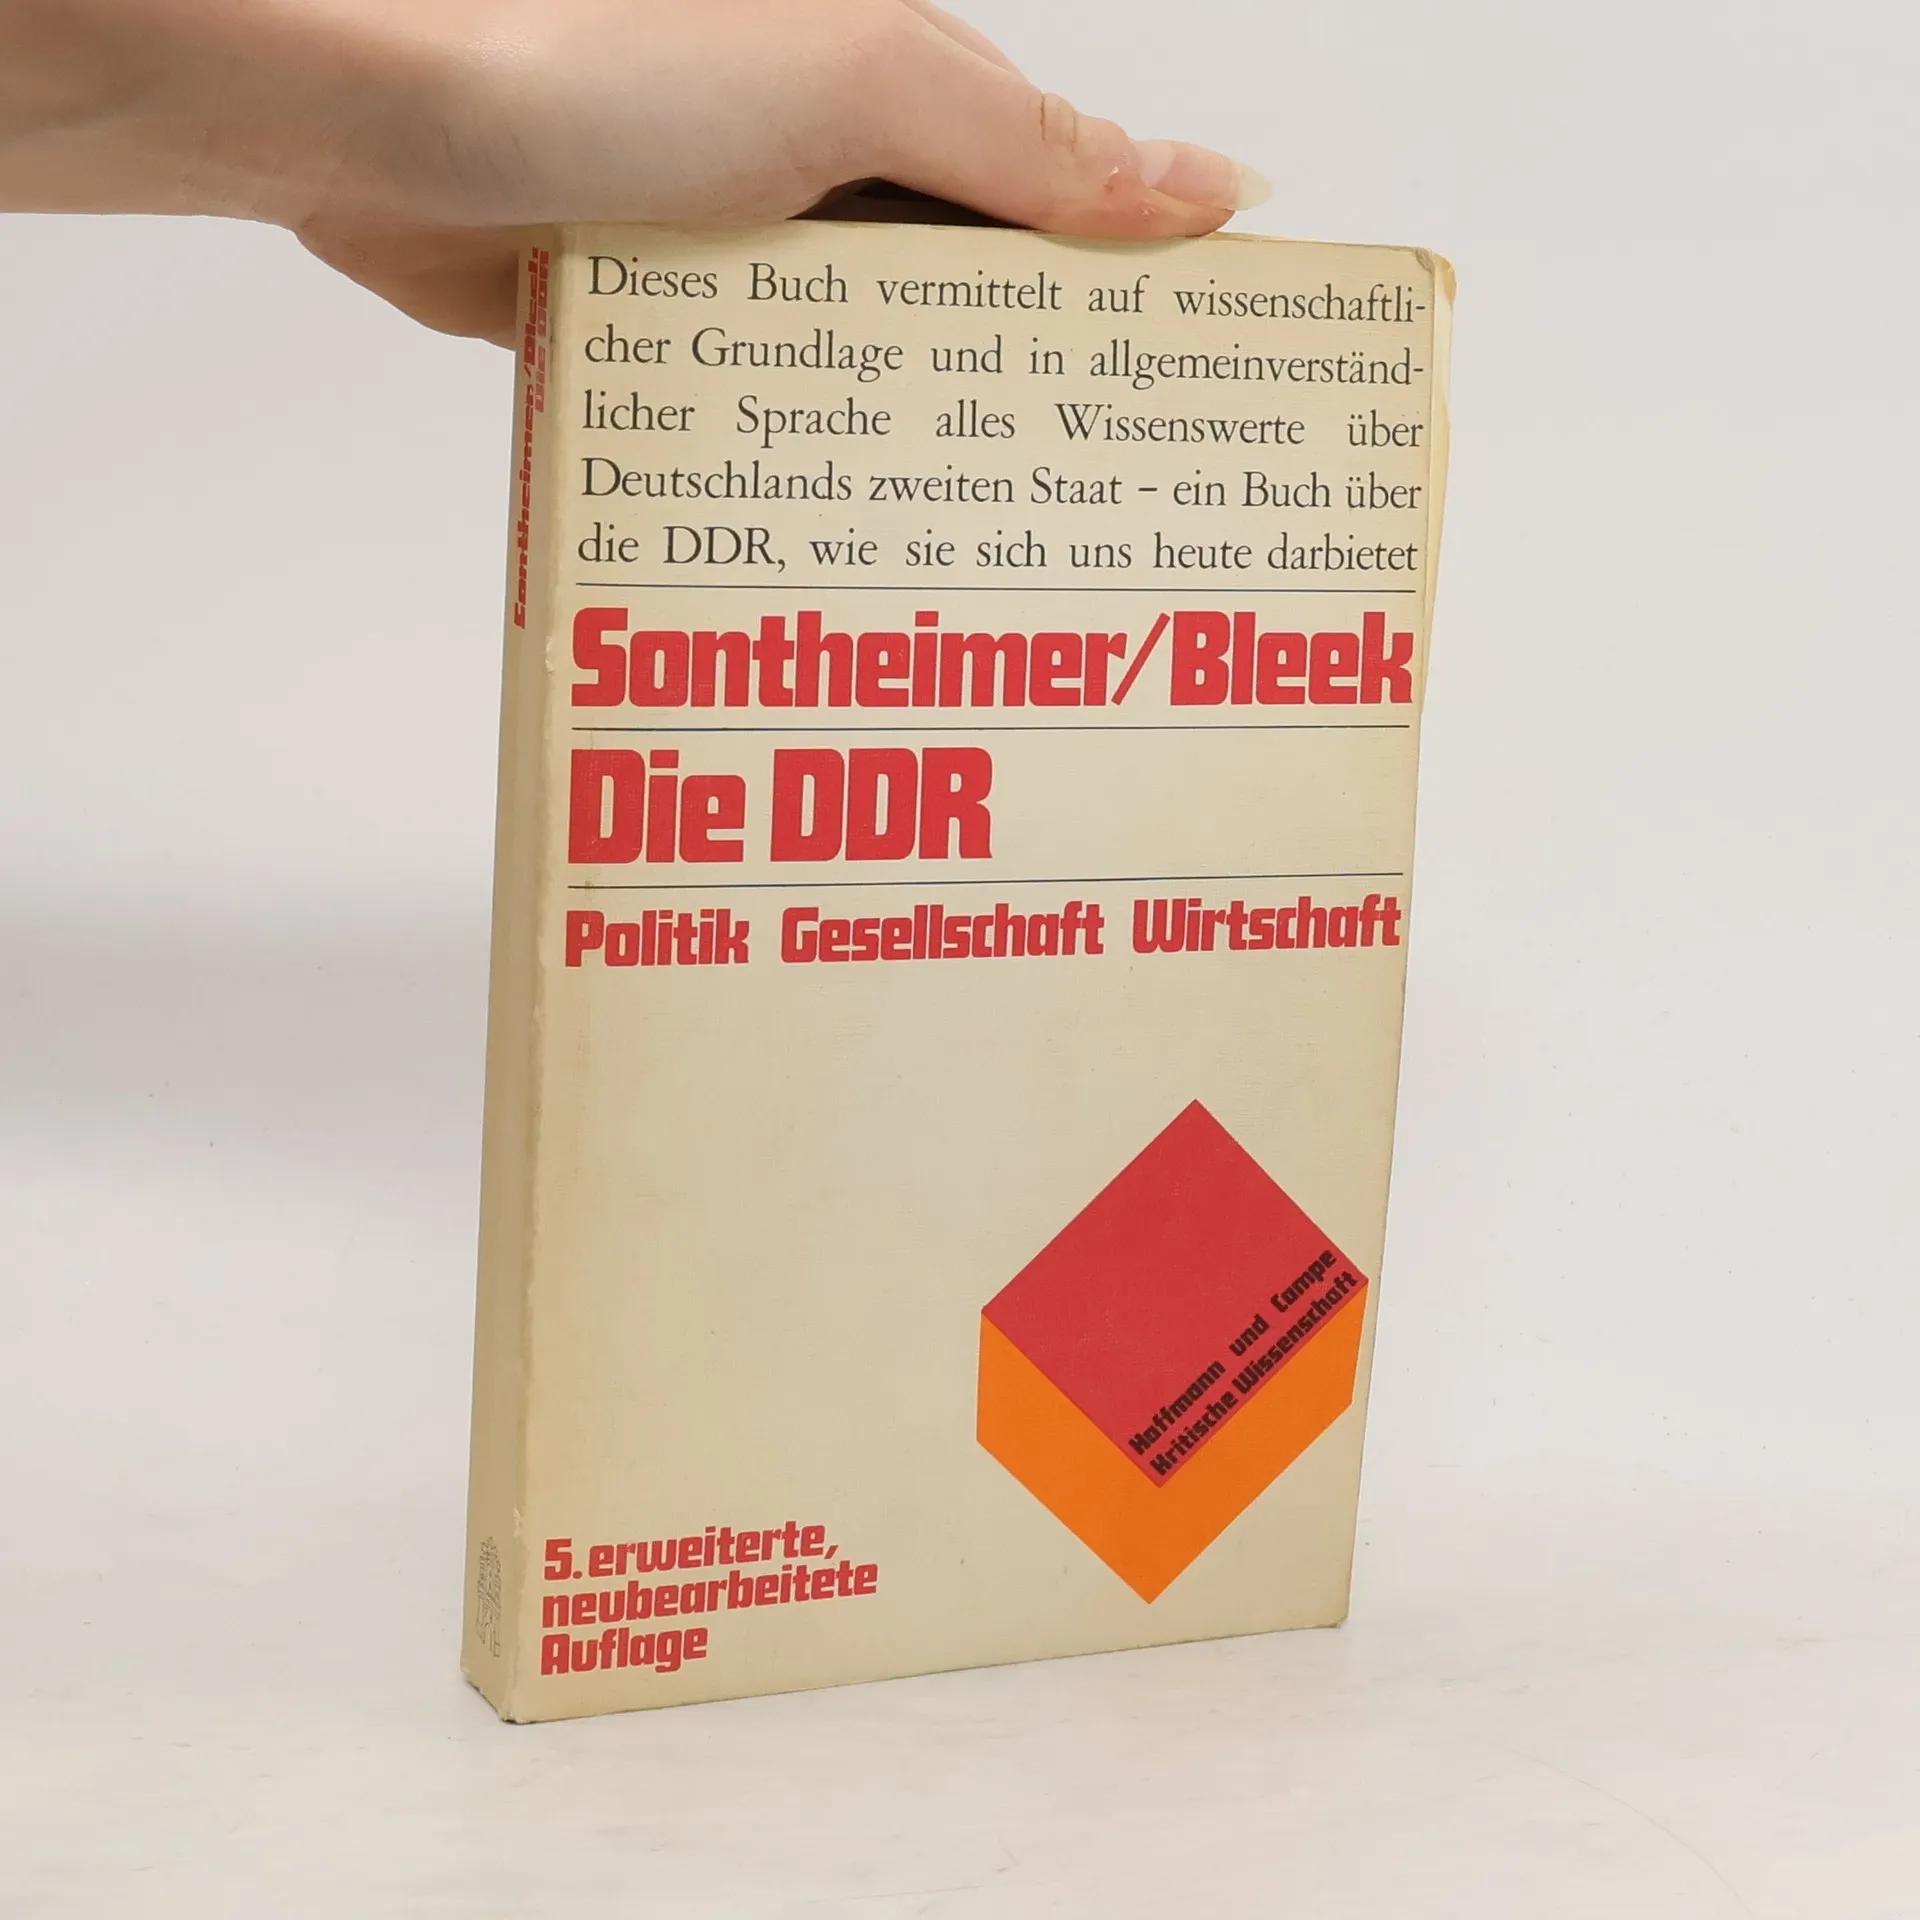 Dieses Buch vermittelt auf wissenschaftli-
cher Grundlage und in allgemeinverständ-
licher Sprache alles Wissenswerte über
Deutschlands zweiten Staat – ein Buch über
die DDR, wie sie sich uns heute darbietet
Sontheimer/Bleek
Die DDR
Politik Gesellschaft Wirtschaft
Hoffmann und Campe
Kritische Wissenschaft
5. erweiterte,
neubearbeitete
Auflage
Sontheimer/Bleek
Die DDR